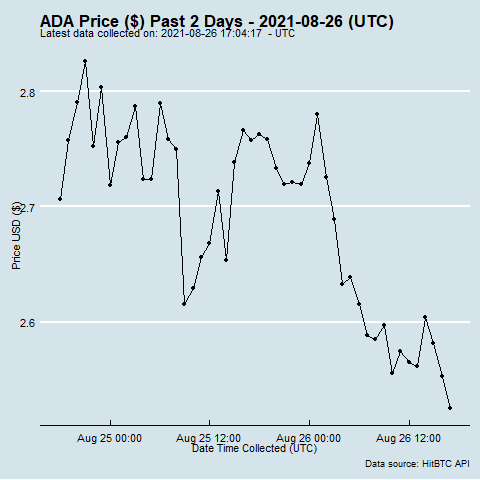 ADA Price ($) Past 2 Days - 2021-08-26 (UTC)
Latest data collected on: 2021-08-26 17:04:17 - UTC
2.8
2.7
2.6
Price USD ($)
Aug 25 00:00
Aug 25 12:00
Aug 26 00:00
Aug 26 12:00
Date Time Collected (UTC)
Data source: HitBTC API